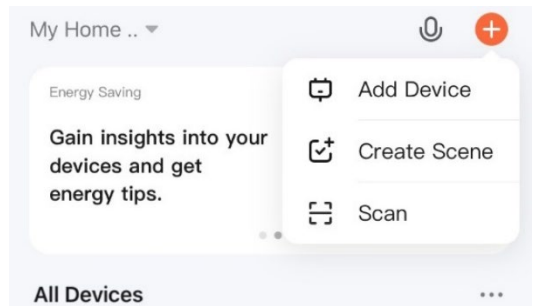 My Home ..
Energy Saving
Gain insights into your
devices and get
energy tips.
Add Device
Create Scene
Scan
All Devices